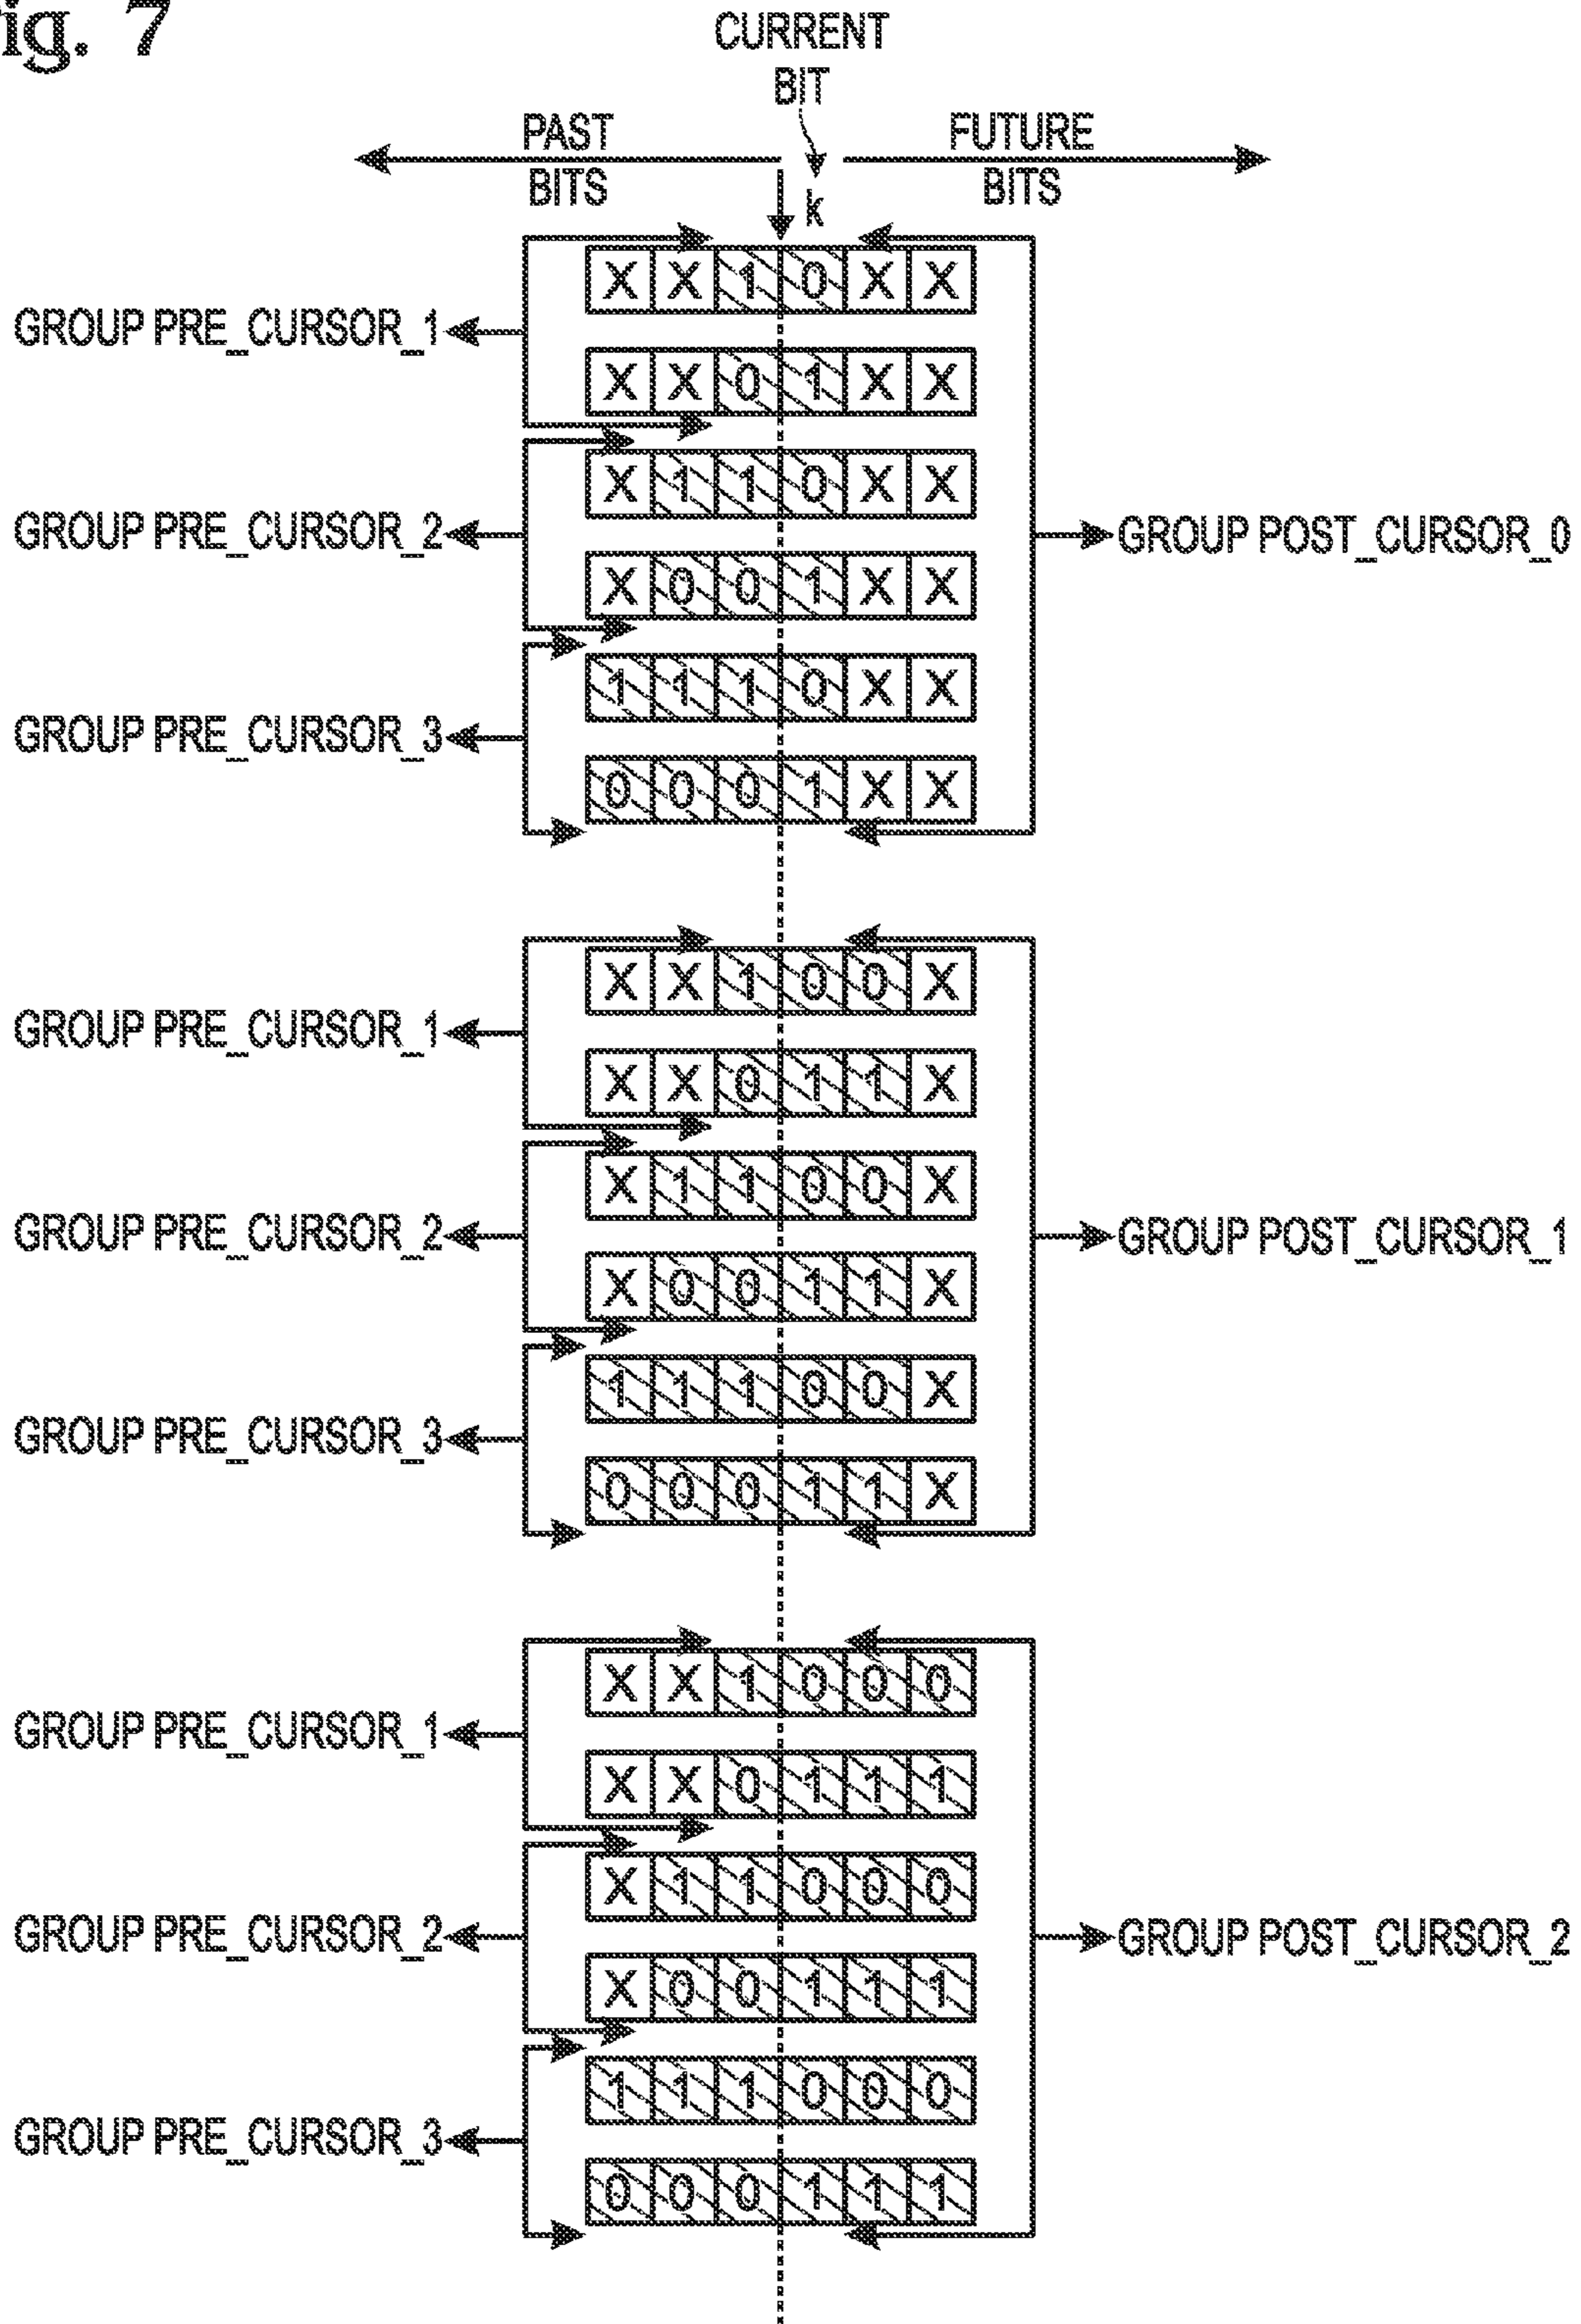 Fig. 7
CURRENT
BIT
PAST
BITS
FUTURE
BITS
k
X X 1 0 X X
GROUP PRE_CURSOR_1
X X 0 1 X X
X 1 1 0 X X
GROUP PRE_CURSOR_2
GROUP POST_CURSOR_0
X 0 0 1 X X
1 1 1 0 X X
GROUP PRE_CURSOR_3
0 0 0 1 X X
X X 1 0 0 X
GROUP PRE_CURSOR_1
X X 0 1 1 X
X 1 1 0 0 X
GROUP PRE_CURSOR_2
GROUP POST_CURSOR_1
X 0 0 1 1 X
1 1 1 0 0 X
GROUP PRE_CURSOR_3
0 0 0 1 1 X
X X 1 0 0 0
GROUP PRE_CURSOR_1
X X 0 1 1 1
X 1 1 0 0 0
GROUP PRE_CURSOR_2
GROUP POST_CURSOR_2
X 0 0 1 1 1
1 1 1 0 0 0
GROUP PRE_CURSOR_3
0 0 0 1 1 1